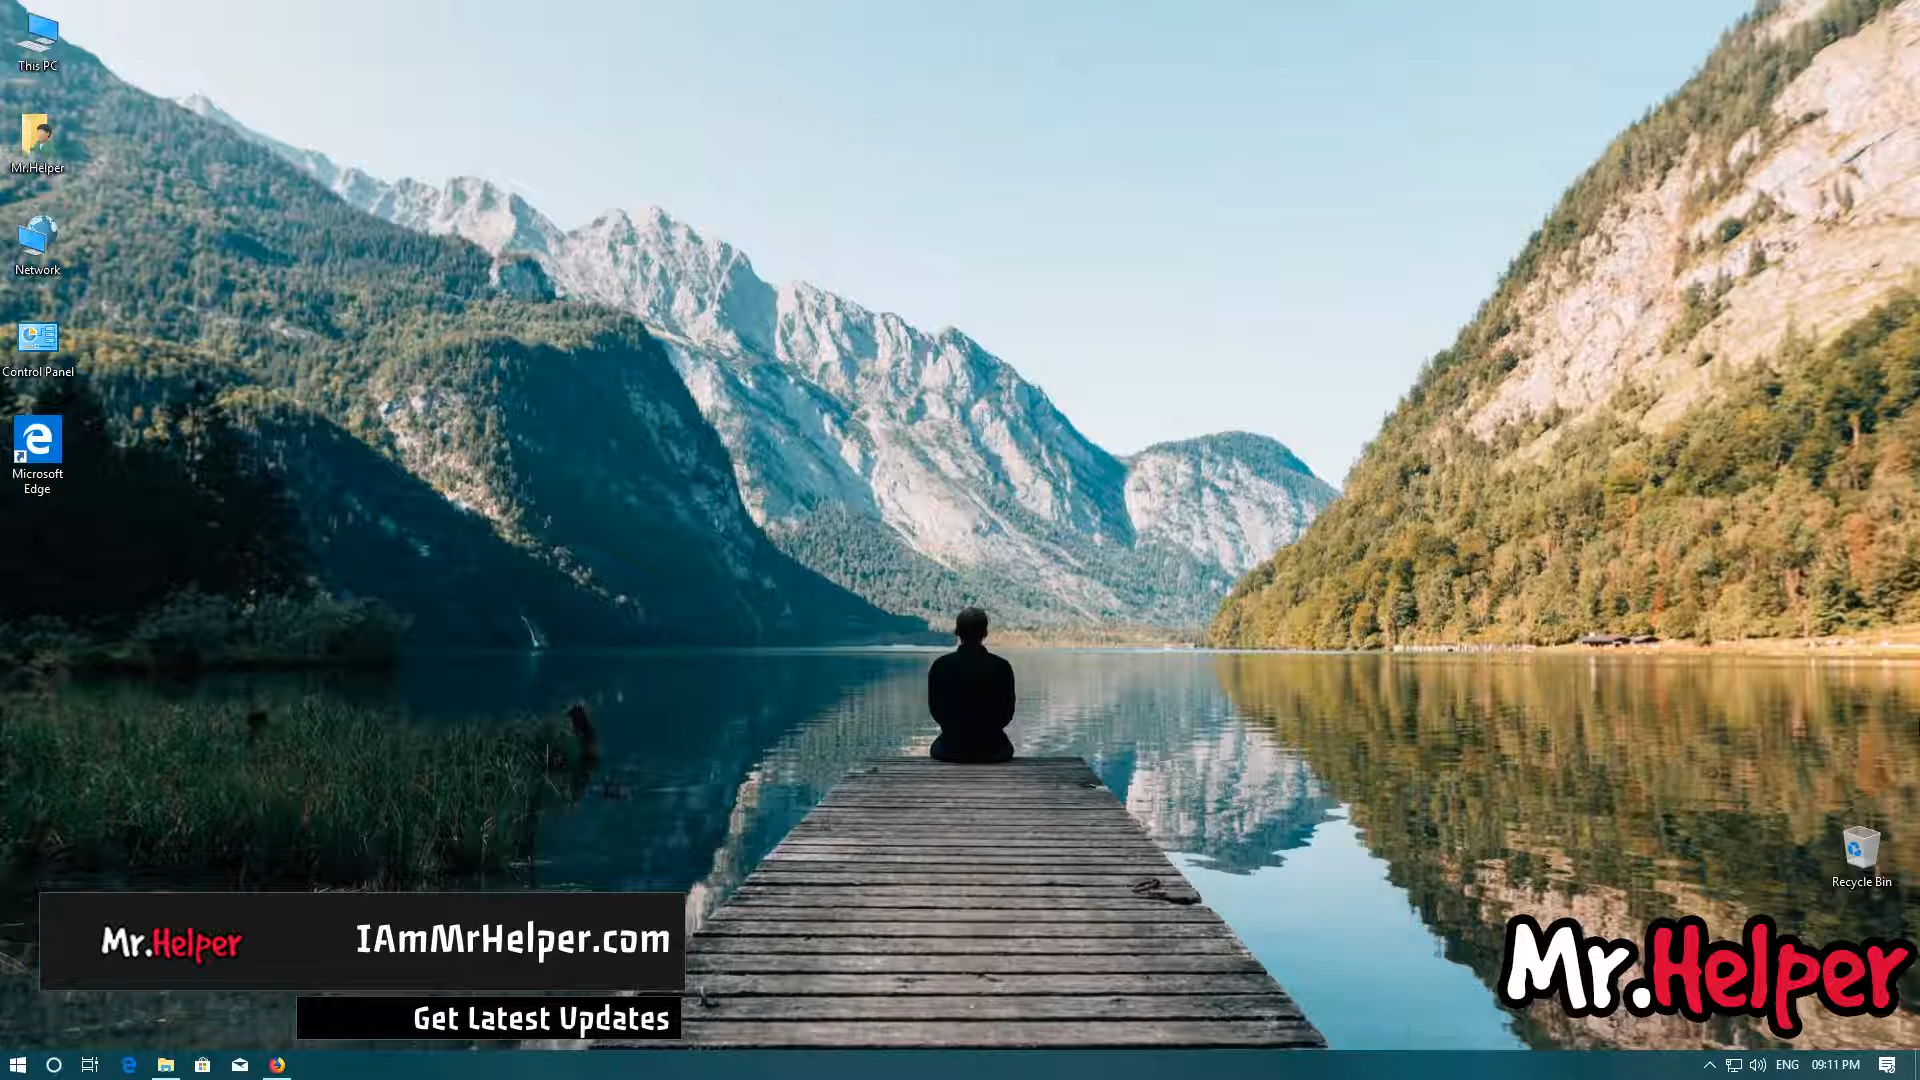 This PC
Mr.Helper
Network
Control Panel
Microsoft
Edge
Recycle Bin
Mr.Helper
IAmMrHelper.com
Get Latest Updates
Mr.Helper
ENG
09:11 PM